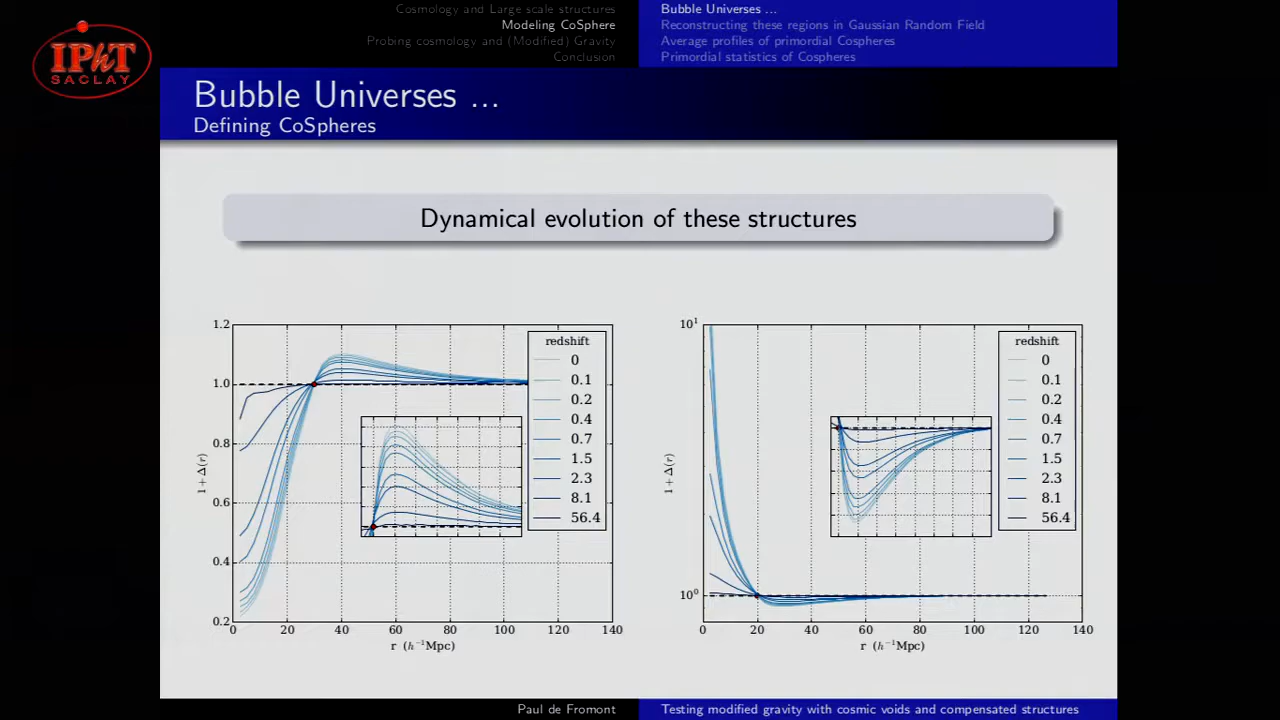 IPhT
SACLAY
Cosmology and Large scale structures
Modeling CoSphere
Probing cosmology and (Modified) Gravity
Conclusion
Bubble Universes ...
Reconstructing these regions in Gaussian Random Field
Average profiles of primordial Cospheres
Primordial statistics of Cospheres
Bubble Universes ...
Defining CoSpheres
Dynamical evolution of these structures
1.2
1.0
0.8
0.6
0.4
0.2
1 + Δ(r)
0 20 40 60 80 100 120 140
r (h⁻¹Mpc)
redshift
0
0.1
0.2
0.4
0.7
1.5
2.3
8.1
56.4
10¹
10⁰
1 + Δ(r)
0 20 40 60 80 100 120 140
r (h⁻¹Mpc)
redshift
0
0.1
0.2
0.4
0.7
1.5
2.3
8.1
56.4
Paul de Fromont
Testing modified gravity with cosmic voids and compensated structures